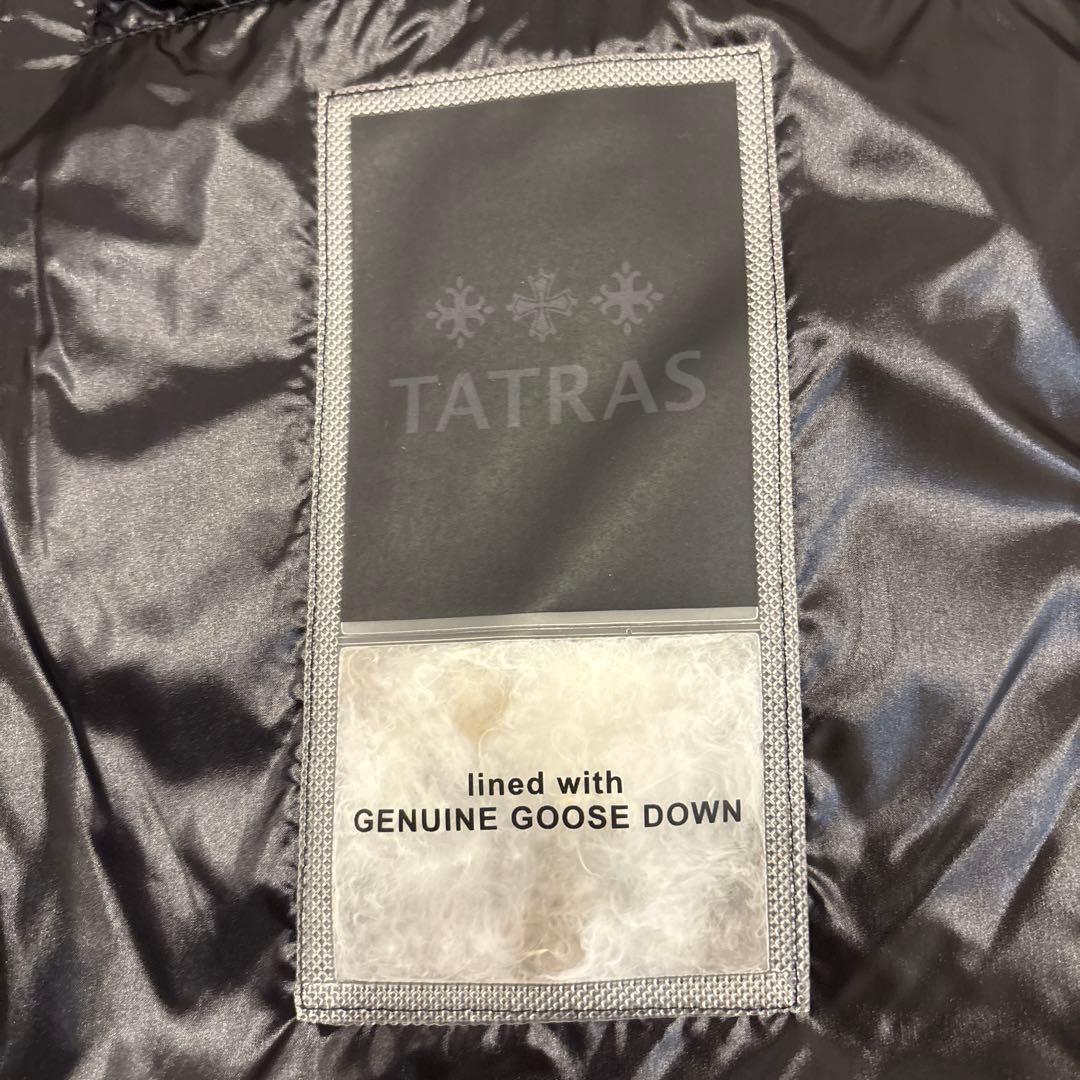 TATRAS
lined with
GENUINE GOOSE DOWN